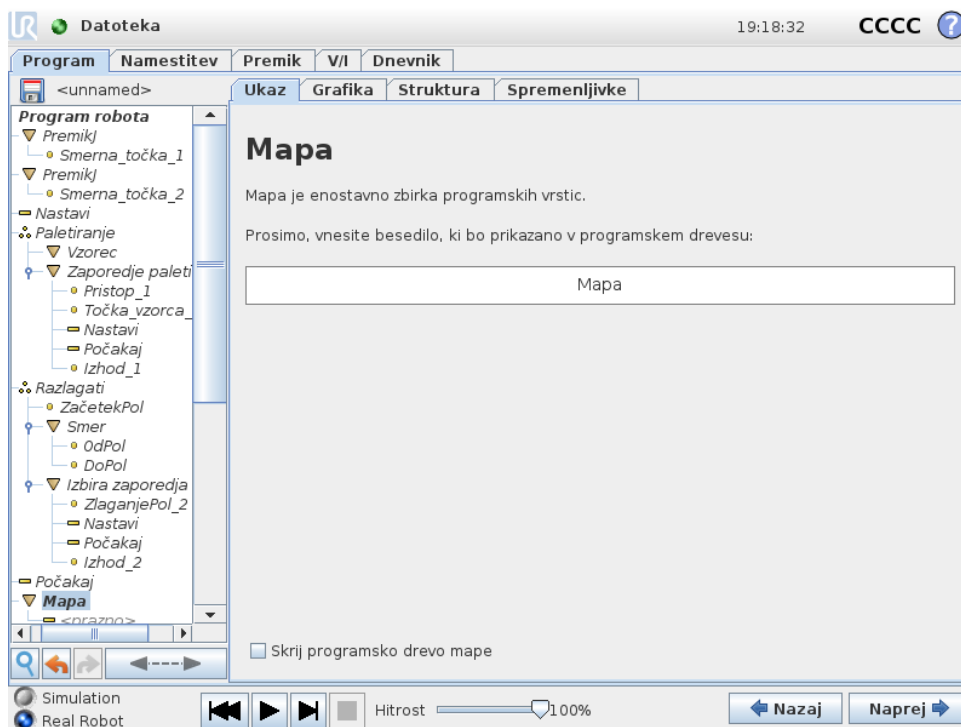 UR Datoteka 19:18:32 CCCC ?
Program Namestitev Premik V/I Dnevnik
<unnamed>
Ukaz Grafika Struktura Spremenljivke
Program robota
PremikJ
Smerna_točka_1
PremikJ
Smerna_točka_2
Nastavi
Paletiranje
Vzorec
Zaporedje paleti
Pristop_1
Točka_vzorca_
Nastavi
Počakaj
Izhod_1
Razlagati
ZačetekPol
Smer
OdPol
DoPol
Izbira zaporedja
ZlaganjePol_2
Nastavi
Počakaj
Izhod_2
Počakaj
Mapa
<prazno>
Mapa
Mapa je enostavno zbirka programskih vrstic.
Prosimo, vnesite besedilo, ki bo prikazano v programskem drevesu:
Mapa
Skrij programsko drevo mape
Simulation
Real Robot
Hitrost 100%
Nazaj
Naprej